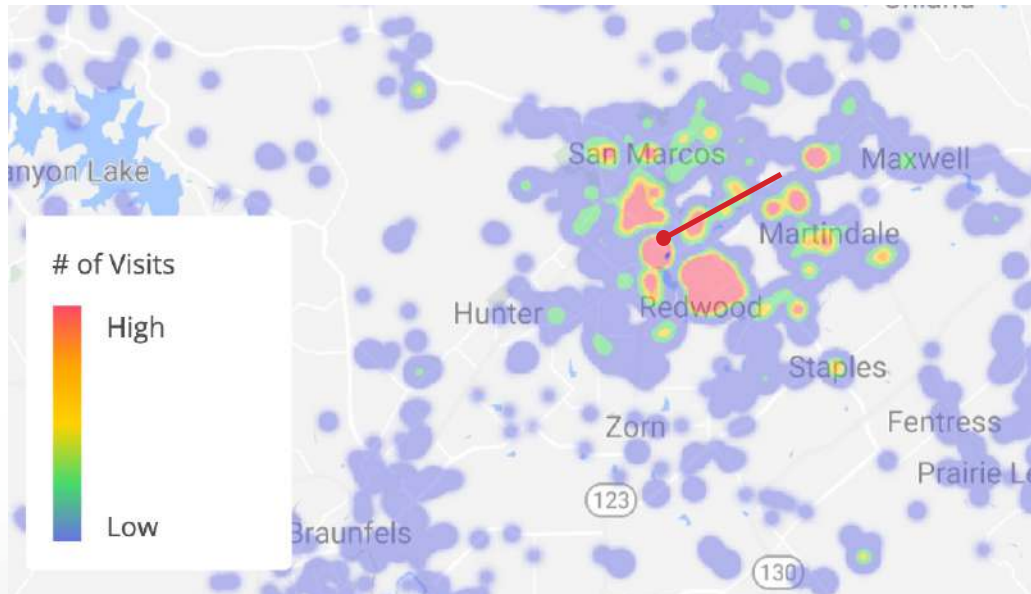 San Marcos
Maxwell
anyon Lake
Martindale
# of Visits
High
Redwood
Hunter
Staples
Fentress
Zorn
Prairie Le
123
Low
Braunfels
130